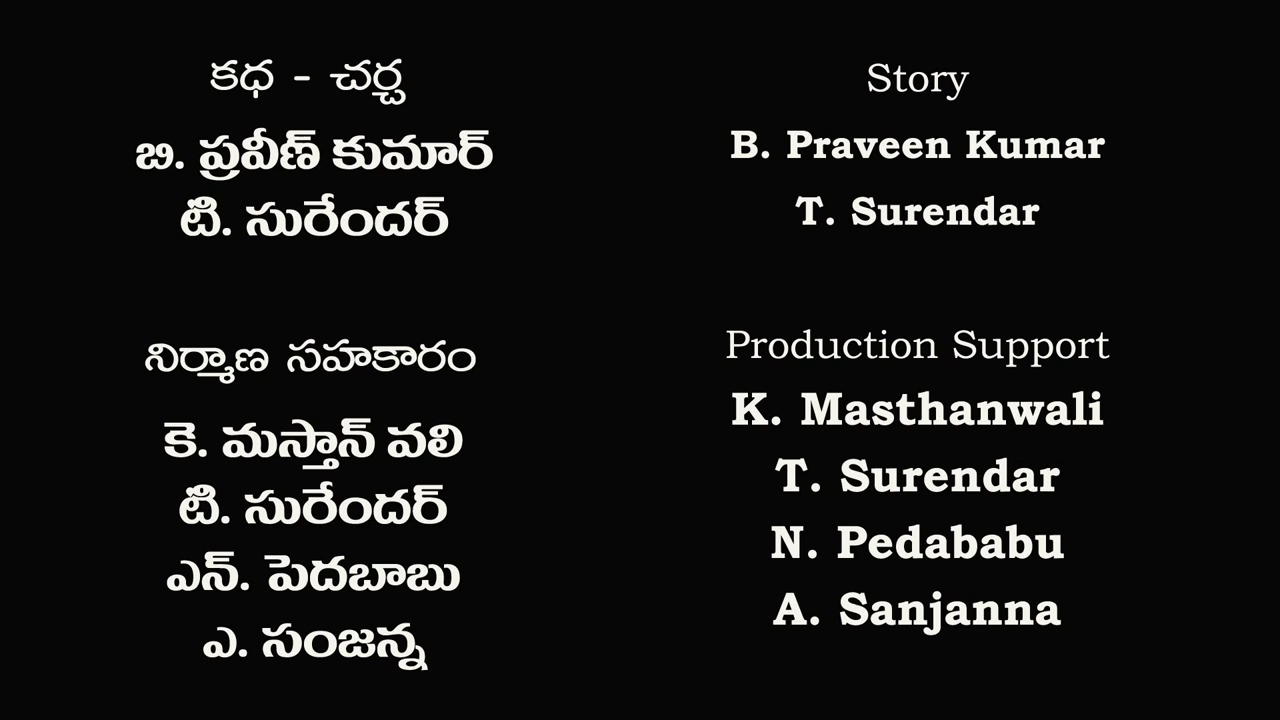 కధ - చర్చ
బి. ప్రవీణ్ కుమార్
టి. సురేందర్
నిర్మాణ సహకారం
కె. మస్తాన్ వలి
టి. సురేందర్
ఎన్. పెదబాబు
ఎ. సంజన్న
Story
B. Praveen Kumar
T. Surendar
Production Support
K. Masthanwali
T. Surendar
N. Pedababu
A. Sanjanna